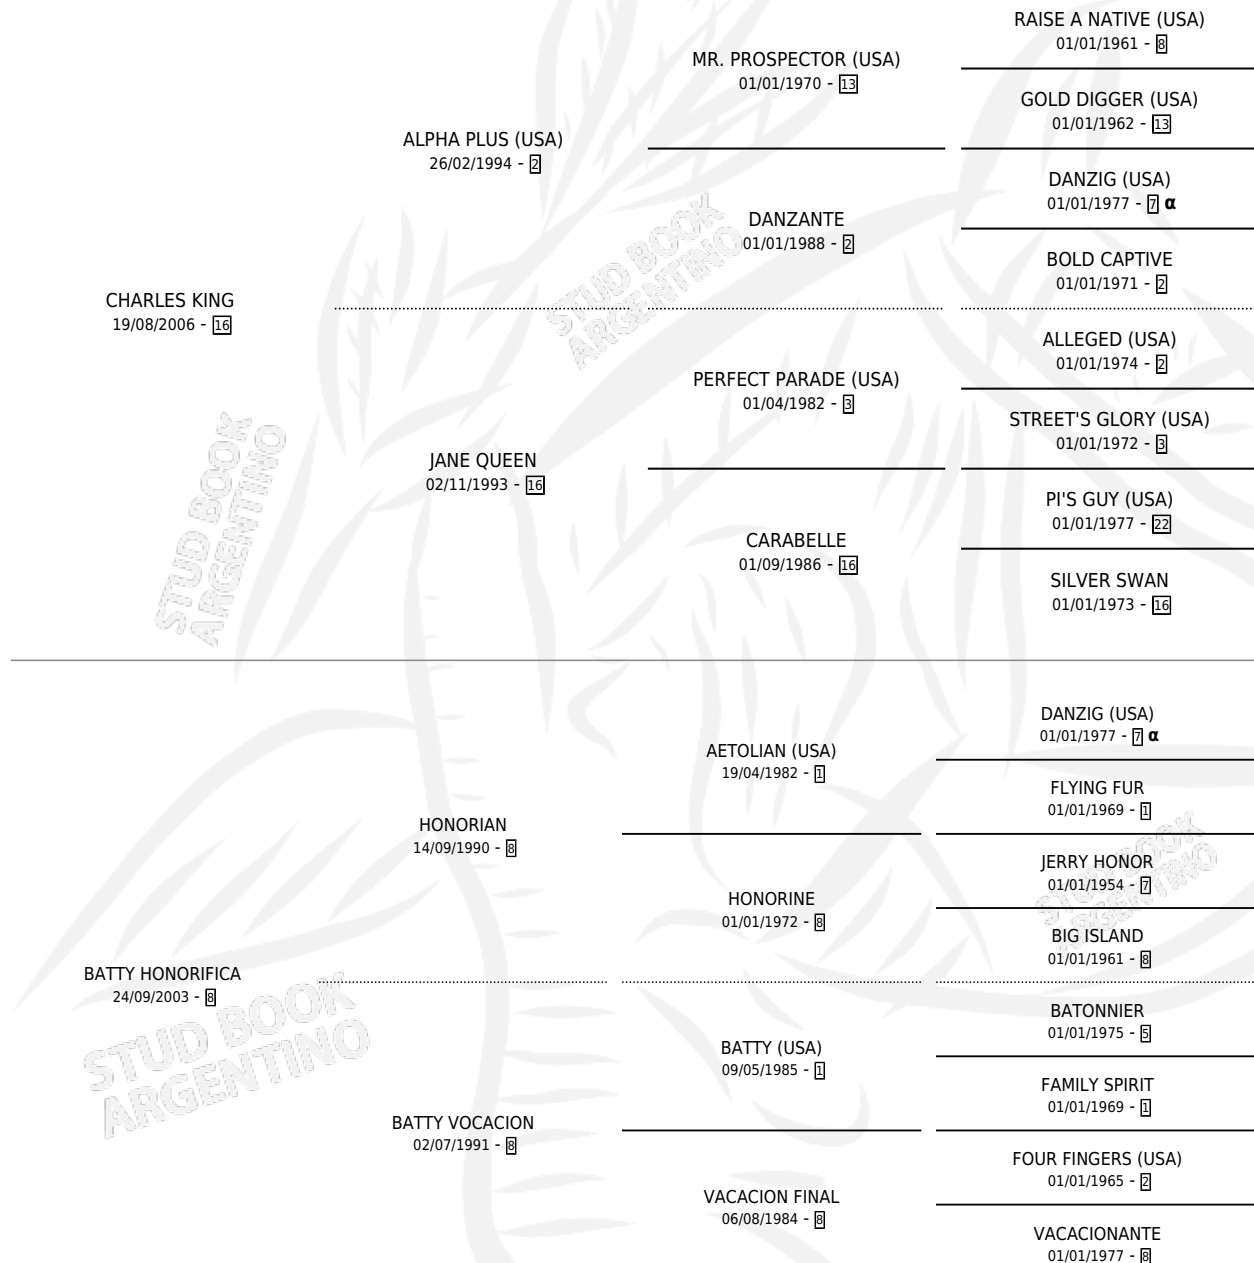 RAISE A NATIVE (USA)
01/01/1961 - 8
MR. PROSPECTOR (USA)
01/01/1970 - 13
GOLD DIGGER (USA)
01/01/1962 - 13
ALPHA PLUS (USA)
26/02/1994 - 2
DANZIG (USA)
01/01/1977 - 7 α
DANZANTE
01/01/1988 - 2
BOLD CAPTIVE
01/01/1971 - 2
CHARLES KING
19/08/2006 - 16
ALLEGED (USA)
01/01/1974 - 2
PERFECT PARADE (USA)
01/04/1982 - 3
STREET'S GLORY (USA)
01/01/1972 - 3
JANE QUEEN
02/11/1993 - 16
PI'S GUY (USA)
01/01/1977 - 22
CARABELLE
01/09/1986 - 16
SILVER SWAN
01/01/1973 - 16
DANZIG (USA)
01/01/1977 - 7 α
AETOLIAN (USA)
19/04/1982 - 1
FLYING FUR
01/01/1969 - 1
HONORIAN
14/09/1990 - 8
JERRY HONOR
01/01/1954 - 7
HONORINE
01/01/1972 - 8
BIG ISLAND
01/01/1961 - 8
BATTY HONORIFICA
24/09/2003 - 8
BATONNIER
01/01/1975 - 5
BATTY (USA)
09/05/1985 - 1
FAMILY SPIRIT
01/01/1969 - 1
BATTY VOCACION
02/07/1991 - 8
FOUR FINGERS (USA)
01/01/1965 - 2
VACACION FINAL
06/08/1984 - 8
VACACIONANTE
01/01/1977 - 8
STUD BOOK
ARGENTINO
STUD BOOK
ARGENTINO
STUD BOOK
ARGENTINO
STUD BOOK
ARGENTINO